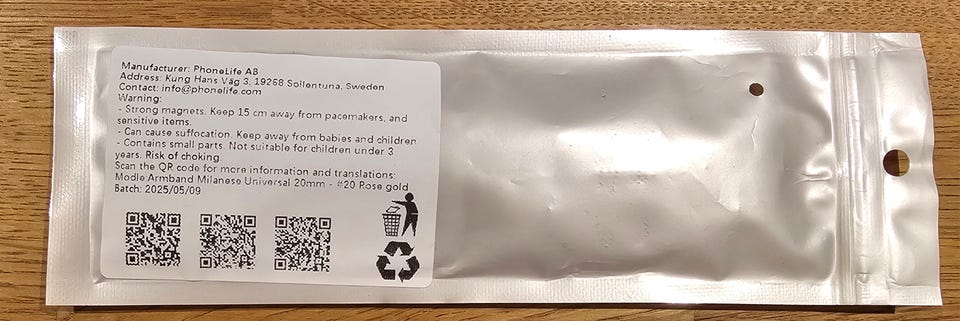 Manufacturer: PhoneLife AB
Address: Kung Hans Väg 3, 19268 Sollentuna, Sweden
Contact: info@phonelife.com
Warning:
- Strong magnets. Keep 15 cm away from pacemakers, and
sensitive items.
- Can cause suffocation. Keep away from babies and children
- Contains small parts. Not suitable for children under 3
years. Risk of choking.
Scan the QR code for more information and translations:
Modle:Armband Milanese Universal 20mm - #20 Rose gold
Batch: 2025/05/09